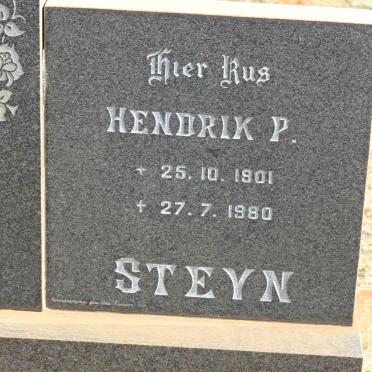 Hier Rus
HENDRIK P.
+ 25. 10. 1901
+ 27. 7. 1980
STEYN